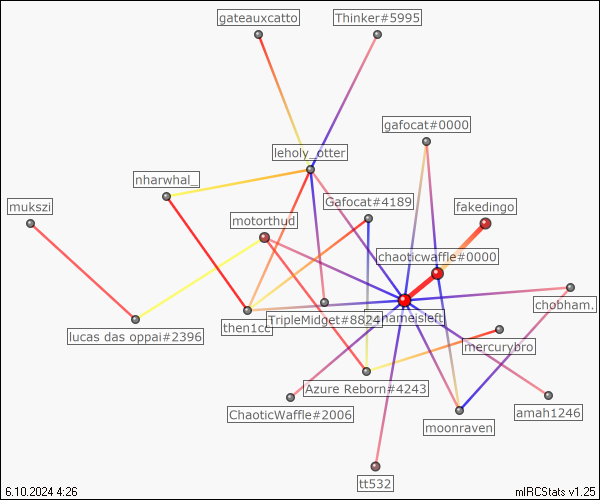 gateauxcatto
Thinker#5995
gafocat#0000
leholy_otter
nharwhal_
mukszi
Gafocat#4189
fakedingo
motorthud
chaoticwaffle#0000
chobham.
TripleMidget#8824
nameisleft
then1cc
lucas das oppai#2396
mercurybro
Azure Reborn#4243
ChaoticWaffle#2006
amah1246
moonraven
tt532
6.10.2024 4:26
mIRCStats v1.25